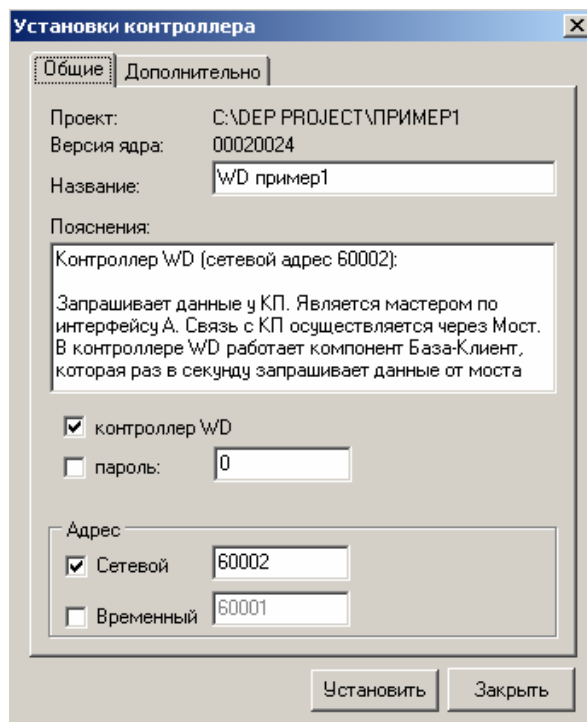 Установки контроллера
Общие Дополнительно
Проект: C:\DEP PROJECT\ПРИМЕР1
Версия ядра: 00020024
Название: WD пример1
Пояснения:
Контроллер WD (сетевой адрес 60002):
Запрашивает данные у КП. Является мастером по
интерфейсу А. Связь с КП осуществляется через Мост.
В контроллере WD работает компонент База-Клиент,
которая раз в секунду запрашивает данные от моста
контроллер WD
пароль: 0
Адрес
Сетевой 60002
Временный 60001
Установить Закрыть